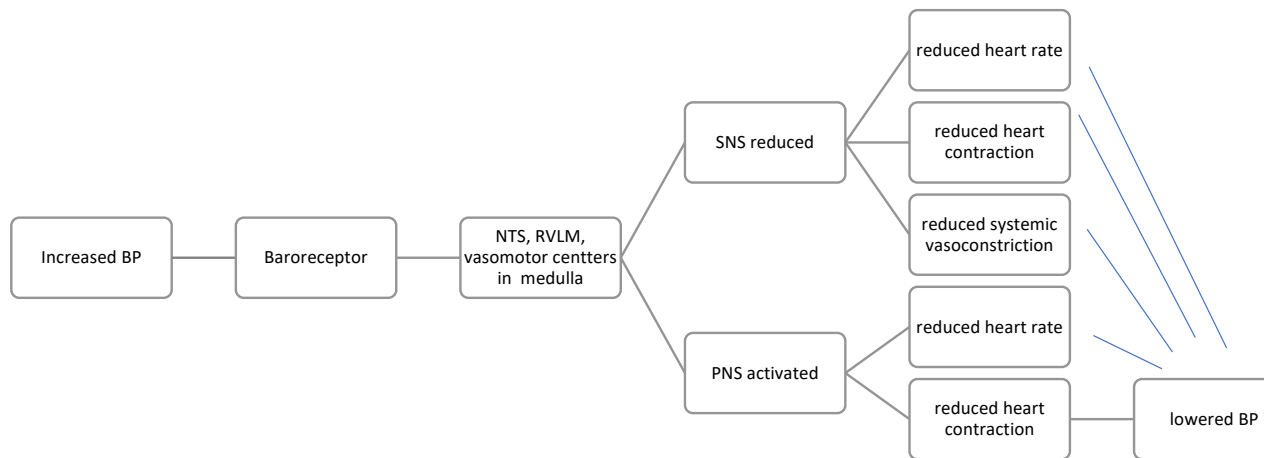 Increased BP
Baroreceptor
NTS, RVLM,
vasomotor centters
in medulla
SNS reduced
reduced heart rate
reduced heart
contraction
reduced systemic
vasoconstriction
PNS activated
reduced heart rate
reduced heart
contraction
lowered BP